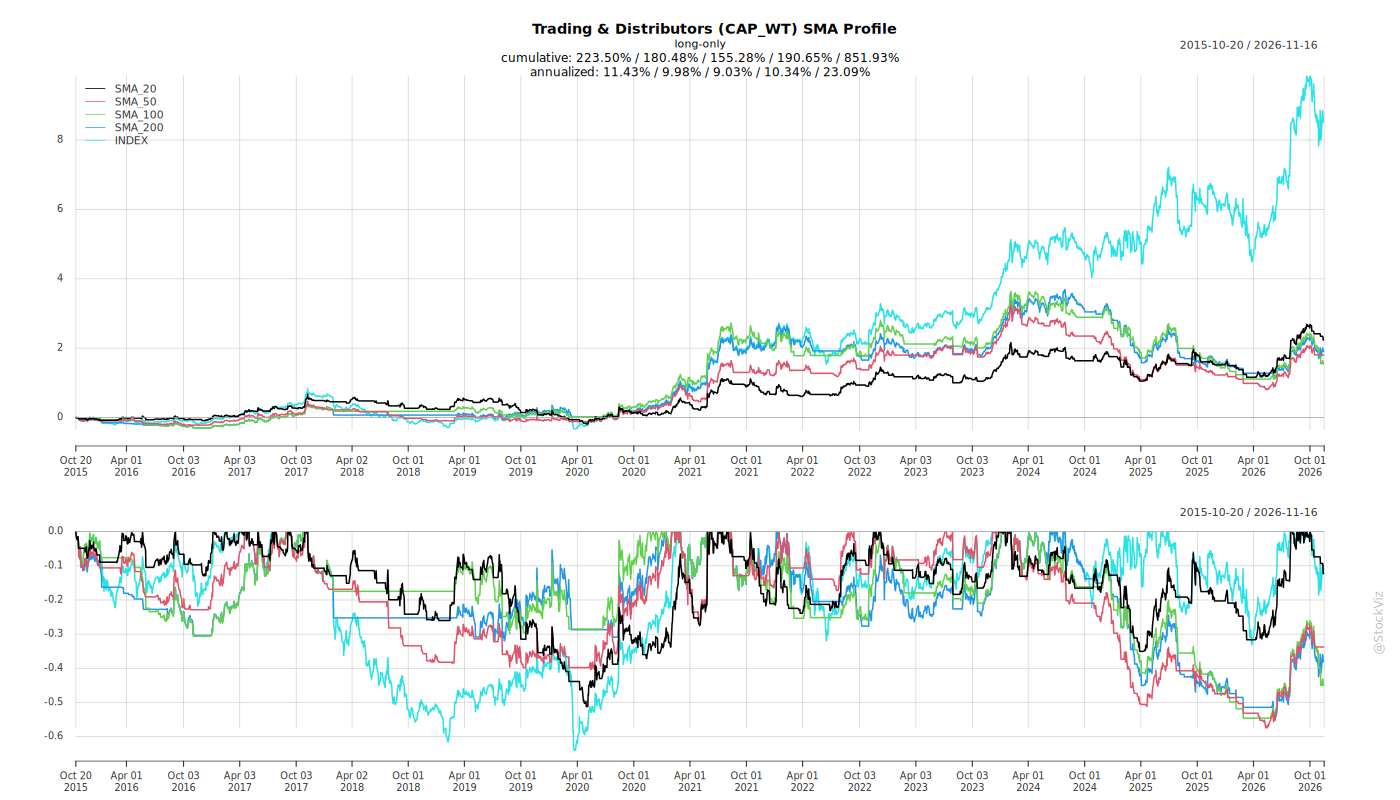 Trading & Distributors (CAP_WT) SMA Profile
long-only
cumulative: 223.50% / 180.48% / 155.28% / 190.65% / 851.93%
annualized: 11.43% / 9.98% / 9.03% / 10.34% / 23.09%
2015-10-20 / 2026-11-16
SMA_20
SMA_50
SMA_100
SMA_200
INDEX
8
6
4
2
0
Oct 20 Apr 01 Oct 03 Apr 03 Oct 03 Apr 02 Oct 01 Apr 01 Oct 01 Apr 01 Oct 01 Apr 01 Oct 01 Apr 01 Oct 03 Apr 03 Oct 03 Apr 01 Oct 01 Apr 01 Oct 01 Apr 01 Oct 01
2015 2016 2016 2017 2017 2018 2018 2019 2019 2020 2020 2021 2021 2022 2022 2023 2023 2024 2024 2025 2025 2026 2026
2015-10-20 / 2026-11-16
0.0
-0.1
-0.2
-0.3
-0.4
-0.5
-0.6
Oct 20 Apr 01 Oct 03 Apr 03 Oct 03 Apr 02 Oct 01 Apr 01 Oct 01 Apr 01 Oct 01 Apr 01 Oct 01 Apr 01 Oct 03 Apr 03 Oct 03 Apr 01 Oct 01 Apr 01 Oct 01 Apr 01 Oct 01
2015 2016 2016 2017 2017 2018 2018 2019 2019 2020 2020 2021 2021 2022 2022 2023 2023 2024 2024 2025 2025 2026 2026
@StockViz